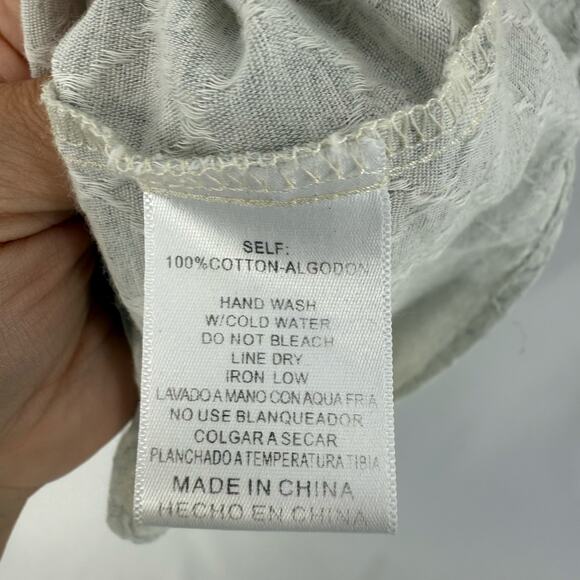 SELF:
100%COTTON-ALGODON
HAND WASH
W/COLD WATER
DO NOT BLEACH
LINE DRY
IRON LOW
LAVADO A MANO CON AQUA FRIA
NO USE BLANQUEADOR
COLGAR A SECAR
PLANCHADO A TEMPERATURA TIBIA
MADE IN CHINA
HECHO EN CHINA